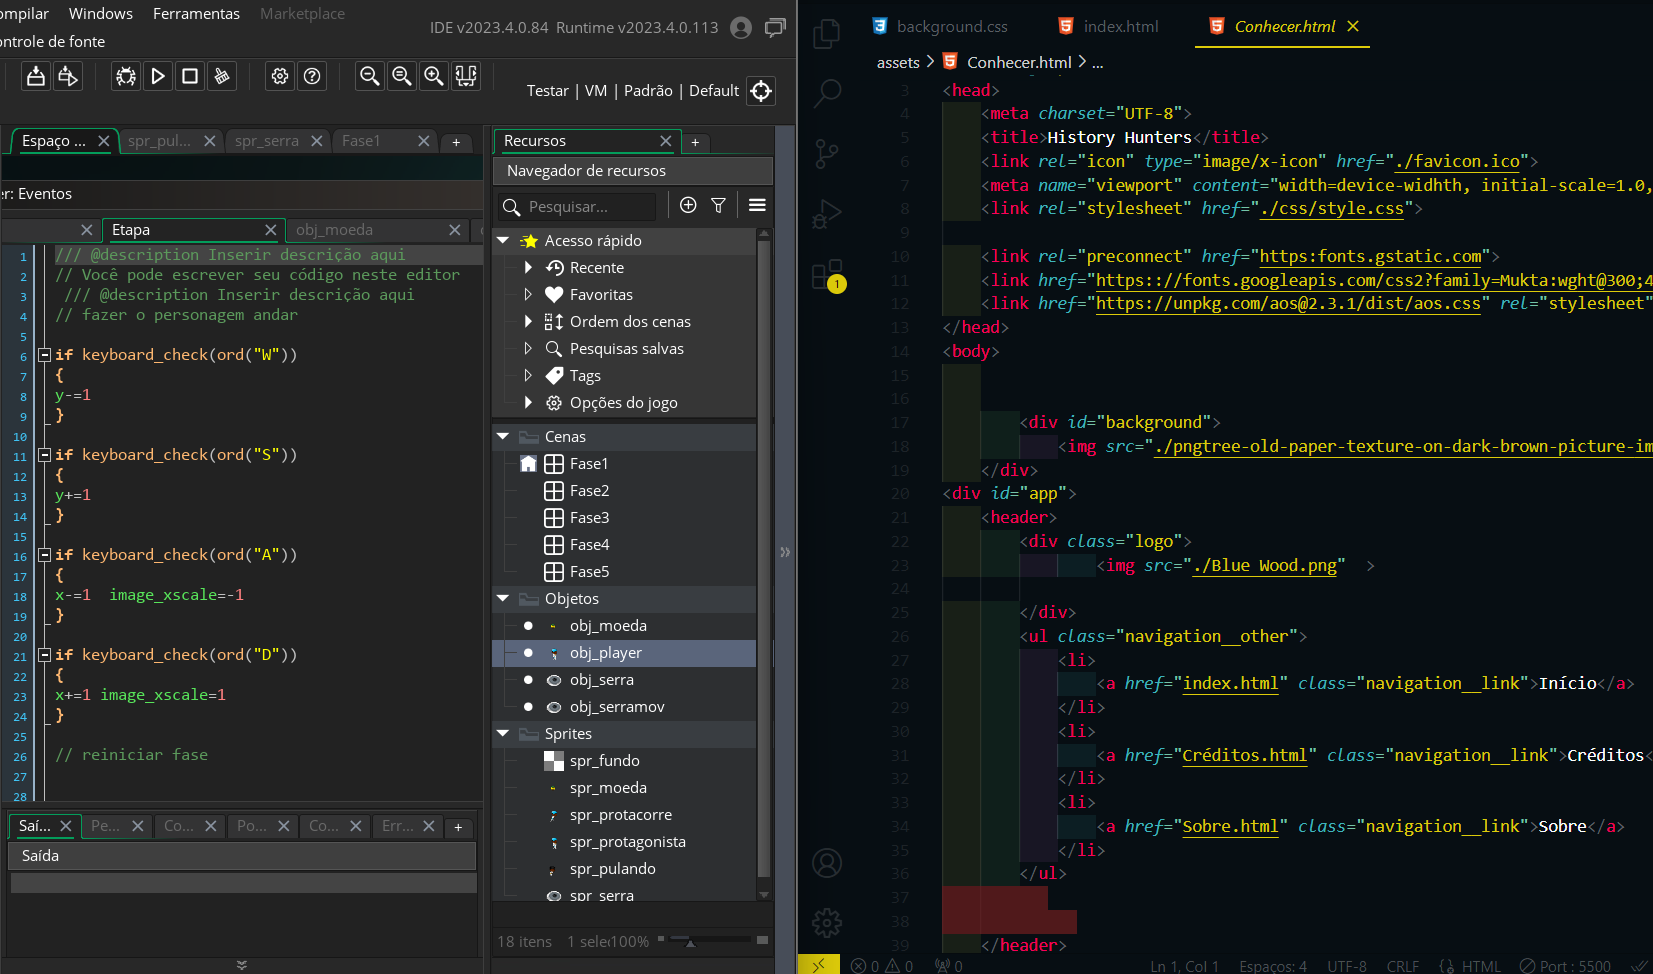 ompilar Windows Ferramentas Marketplace
IDE v2023.4.0.84 Runtime v2023.4.0.113
ontrole de fonte
Testar | VM | Padrão | Default
Espaço ... spr_pul... spr_serra Fase1 +
er: Eventos
Etapa obj_moeda
1 /// @description Inserir descrição aqui
2 // Você pode escrever seu código neste editor
3 /// @description Inserir descrição aqui
4 // fazer o personagem andar
5
6 if keyboard_check(ord("W"))
7 {
8 y-=1
9 }
10
11 if keyboard_check(ord("S"))
12 {
13 y+=1
14 }
15
16 if keyboard_check(ord("A"))
17 {
18 x-=1  image_xscale=-1
19 }
20
21 if keyboard_check(ord("D"))
22 {
23 x+=1 image_xscale=1
24 }
25
26 // reiniciar fase
27
28
Saí... Pe... Co... Po... Co... Err... +
Saída
Recursos +
Navegador de recursos
Pesquisar...
Acesso rápido
Recente
Favoritas
Ordem dos cenas
Pesquisas salvas
Tags
Opções do jogo
Cenas
Fase1
Fase2
Fase3
Fase4
Fase5
Objetos
obj_moeda
obj_player
obj_serra
obj_serramov
Sprites
spr_fundo
spr_moeda
spr_protacorre
spr_protagonista
spr_pulando
spr_serra
18 itens 1 sele 100%
background.css index.html Conhecer.html
assets > Conhecer.html > ...
1
3 <head>
4 <meta charset="UTF-8">
5 <title>History Hunters</title>
6 <link rel="icon" type="image/x-icon" href="./favicon.ico">
7 <meta name="viewport" content="width=device-widhth, initial-scale=1.0,
8 <link rel="stylesheet" href="./css/style.css">
9
10 <link rel="preconnect" href="https:fonts.gstatic.com">
11 <link href="https:://fonts.googleapis.com/css2?family=Mukta:wght@300;4
12 <link href="https://unpkg.com/aos@2.3.1/dist/aos.css" rel="stylesheet"
13 </head>
14 <body>
15
16
17 <div id="background">
18 <img src="./pngtree-old-paper-texture-on-dark-brown-picture-im
19 </div>
20 <div id="app">
21 <header>
22 <div class="logo">
23 <img src="./Blue Wood.png"  >
24
25 </div>
26 <ul class="navigation__other">
27 <li>
28 <a href="index.html" class="navigation__link">Início</a>
29 </li>
30 <li>
31 <a href="Créditos.html" class="navigation__link">Créditos<
32 </li>
33 <li>
34 <a href="Sobre.html" class="navigation__link">Sobre</a>
35 </li>
36 </ul>
37
38
39 </header>
0 0 0 Ln 1, Col 1 Espaços: 4 UTF-8 CRLF HTML Port : 5500